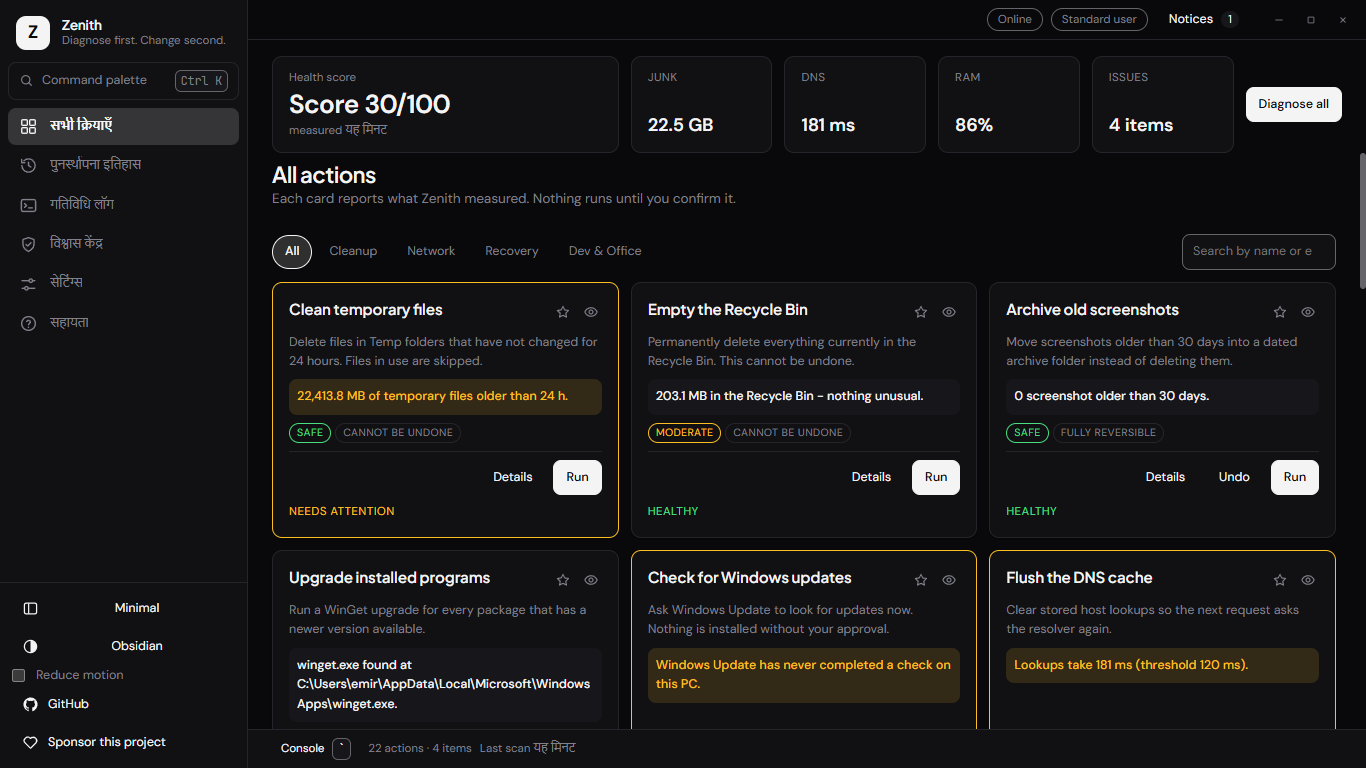 Z
Zenith
Diagnose first. Change second.
Command palette Ctrl K
सभी क्रियाएँ
पुनर्स्थापना इतिहास
गतिविधि लॉग
विश्वास केंद्र
सेटिंग्स
सहायता
Minimal
Obsidian
Reduce motion
GitHub
Sponsor this project
Online
Standard user
Notices 1
Health score
Score 30/100
measured यह मिनट
JUNK
22.5 GB
DNS
181 ms
RAM
86%
ISSUES
4 items
Diagnose all
All actions
Each card reports what Zenith measured. Nothing runs until you confirm it.
All Cleanup Network Recovery Dev & Office
Search by name or e
Clean temporary files
Delete files in Temp folders that have not changed for
24 hours. Files in use are skipped.
22,413.8 MB of temporary files older than 24 h.
SAFE CANNOT BE UNDONE
Details Run
NEEDS ATTENTION
Empty the Recycle Bin
Permanently delete everything currently in the
Recycle Bin. This cannot be undone.
203.1 MB in the Recycle Bin - nothing unusual.
MODERATE CANNOT BE UNDONE
Details Run
HEALTHY
Archive old screenshots
Move screenshots older than 30 days into a dated
archive folder instead of deleting them.
0 screenshot older than 30 days.
SAFE FULLY REVERSIBLE
Details Undo Run
HEALTHY
Upgrade installed programs
Run a WinGet upgrade for every package that has a
newer version available.
winget.exe found at
C:\Users\emir\AppData\Local\Microsoft\Windows
Apps\winget.exe.
Check for Windows updates
Ask Windows Update to look for updates now.
Nothing is installed without your approval.
Windows Update has never completed a check on
this PC.
Flush the DNS cache
Clear stored host lookups so the next request asks
the resolver again.
Lookups take 181 ms (threshold 120 ms).
Console ` 22 actions · 4 items Last scan यह मिनट